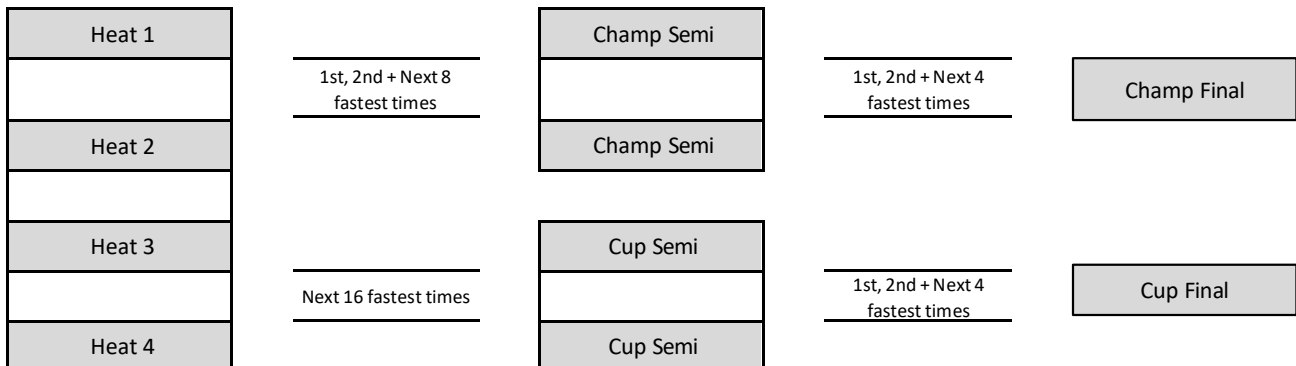 Heat 1
Champ Semi
1st, 2nd + Next 8
fastest times
1st, 2nd + Next 4
fastest times
Champ Final
Heat 2
Champ Semi
Heat 3
Cup Semi
Next 16 fastest times
1st, 2nd + Next 4
fastest times
Cup Final
Heat 4
Cup Semi